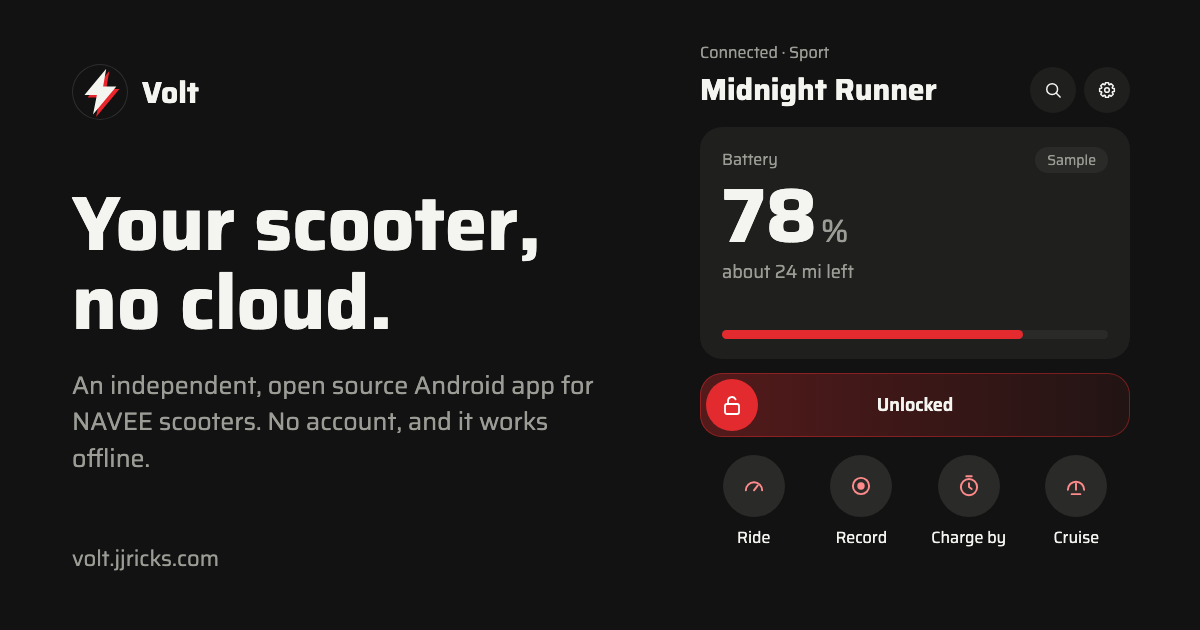 Volt
Your scooter,
no cloud.
An independent, open source Android app for
NAVEE scooters. No account, and it works
offline.
volt.jjricks.com
Connected · Sport
Midnight Runner
Battery
Sample
78%
about 24 mi left
Unlocked
Ride
Record
Charge by
Cruise